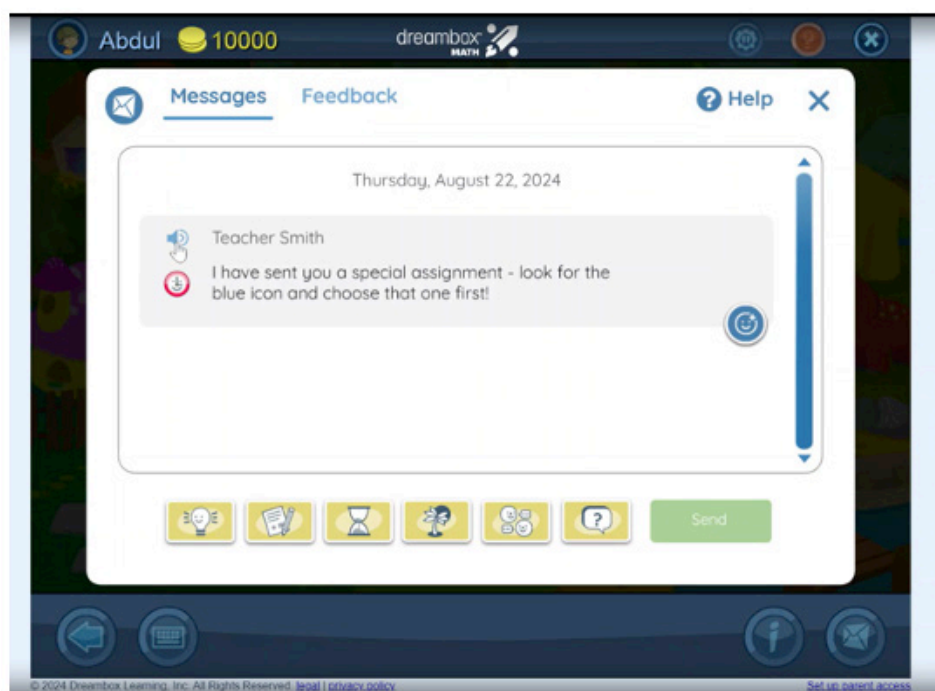 Abdul 10000 dreambox
MATH
Messages Feedback Help
Thursday, August 22, 2024
Teacher Smith
I have sent you a special assignment - look for the
blue icon and choose that one first!
?
Send
© 2024 Dreambox Learning, Inc. All Rights Reserved. legal | privacy policy Set up parent access